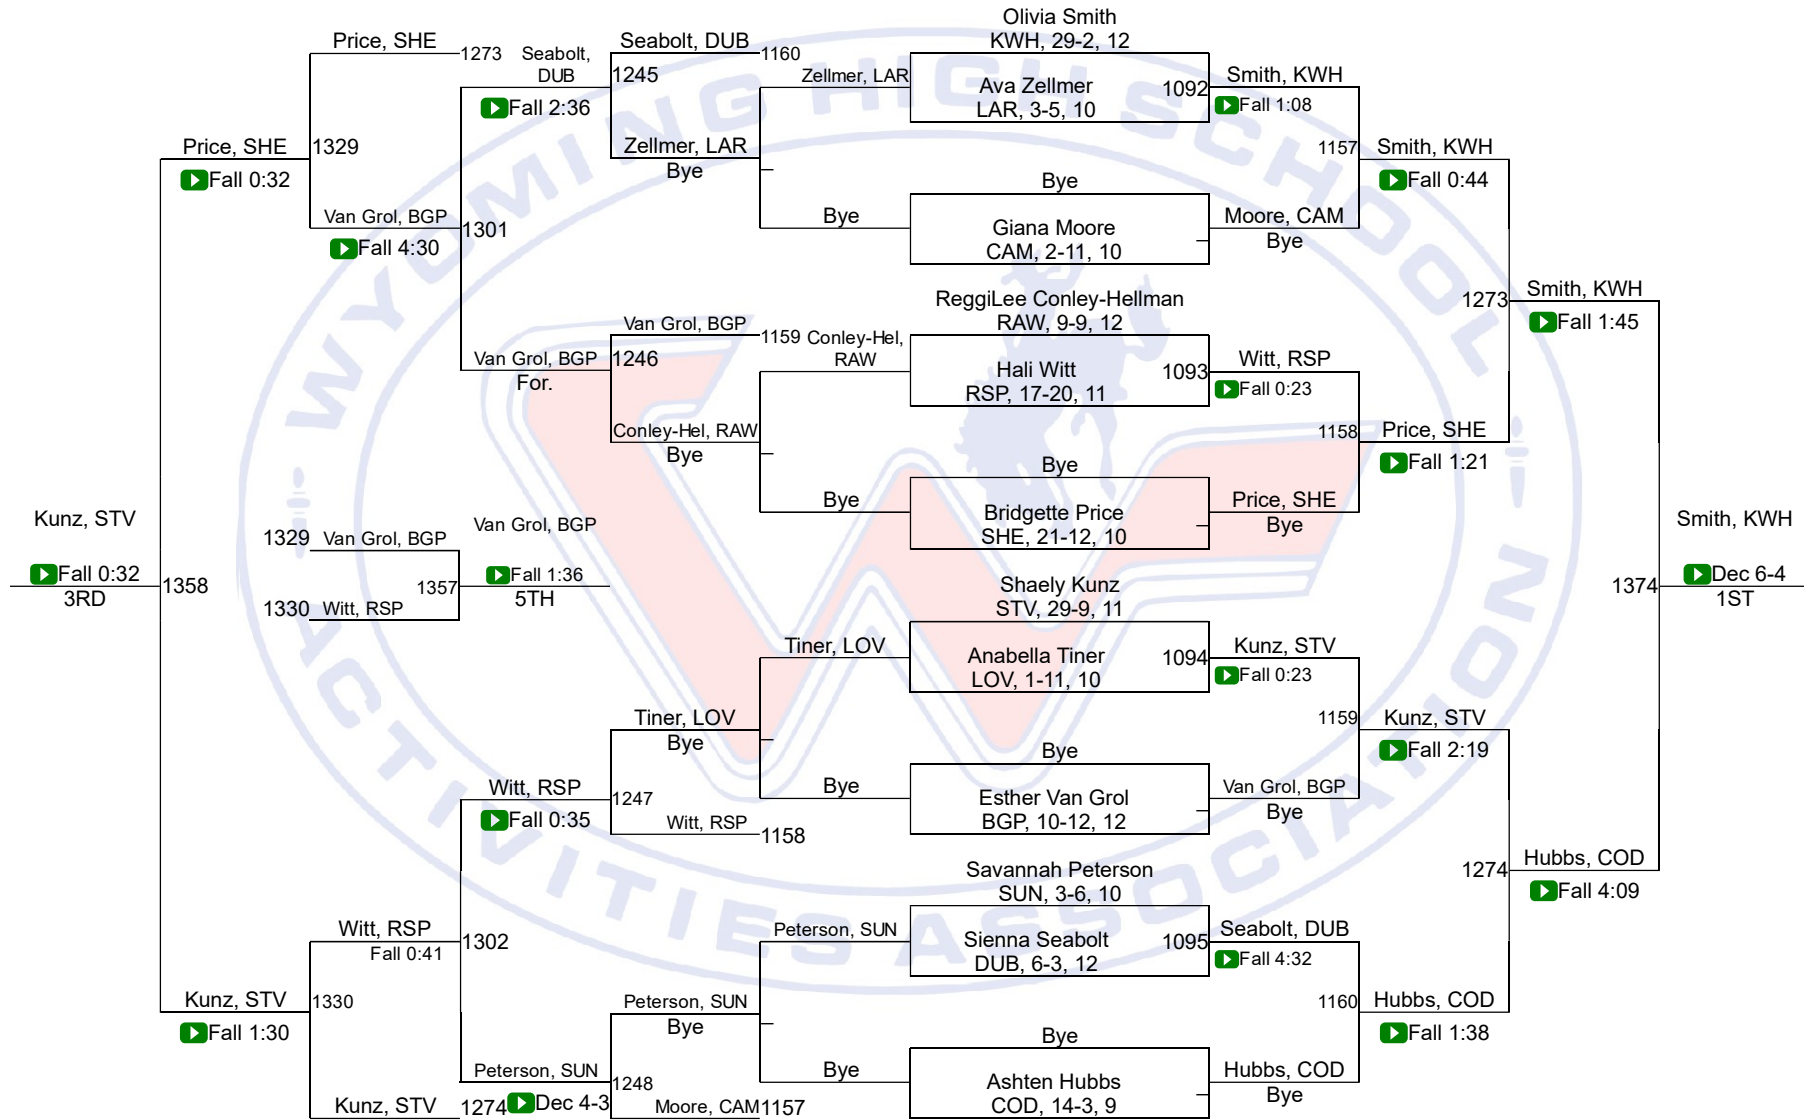 Olivia Smith
KWH, 29-2, 12
Price, SHE
1273
Seabolt,
DUB
Seabolt, DUB
1160
1245
Zellmer, LAR
Ava Zellmer
LAR, 3-5, 10
1092
Smith, KWH
Fall 1:08
Fall 2:36
Price, SHE
1329
Fall 0:32
Zellmer, LAR
Bye
Bye
1157
Smith, KWH
Fall 0:44
Van Grol, BGP
1301
Fall 4:30
Bye
Giana Moore
CAM, 2-11, 10
Moore, CAM
Bye
ReggiLee Conley-Hellman
RAW, 9-9, 12
1273
Smith, KWH
Fall 1:45
Van Grol, BGP
1159
Conley-Hel,
RAW
Van Grol, BGP
1246
For.
Hali Witt
RSP, 17-20, 11
1093
Witt, RSP
Fall 0:23
Conley-Hel, RAW
Bye
Bye
1158
Price, SHE
Fall 1:21
Bye
Bridgette Price
SHE, 21-12, 10
Price, SHE
Bye
Kunz, STV
1329
Van Grol, BGP
Van Grol, BGP
Smith, KWH
Fall 0:32
3RD
1358
1357
Fall 1:36
5TH
1330
Witt, RSP
1374
Dec 6-4
1ST
Shaely Kunz
STV, 29-9, 11
Tiner, LOV
Anabella Tiner
LOV, 1-11, 10
1094
Kunz, STV
Fall 0:23
Tiner, LOV
Bye
Bye
1159
Kunz, STV
Fall 2:19
Witt, RSP
1247
Fall 0:35
Bye
Esther Van Grol
BGP, 10-12, 12
Van Grol, BGP
Bye
Witt, RSP
1158
Savannah Peterson
SUN, 3-6, 10
1274
Hubbs, COD
Fall 4:09
Witt, RSP
Fall 0:41
1302
Peterson, SUN
Sienna Seabolt
DUB, 6-3, 12
1095
Seabolt, DUB
Fall 4:32
Kunz, STV
1330
Fall 1:30
Peterson, SUN
Bye
Bye
1160
Hubbs, COD
Fall 1:38
Peterson, SUN
1248
Bye
Ashten Hubbs
COD, 14-3, 9
Hubbs, COD
Bye
Kunz, STV
1274
Dec 4-3
Moore, CAM
1157
WYOMING HIGH SCHOOL
ACTIVITIES ASSOCIATION